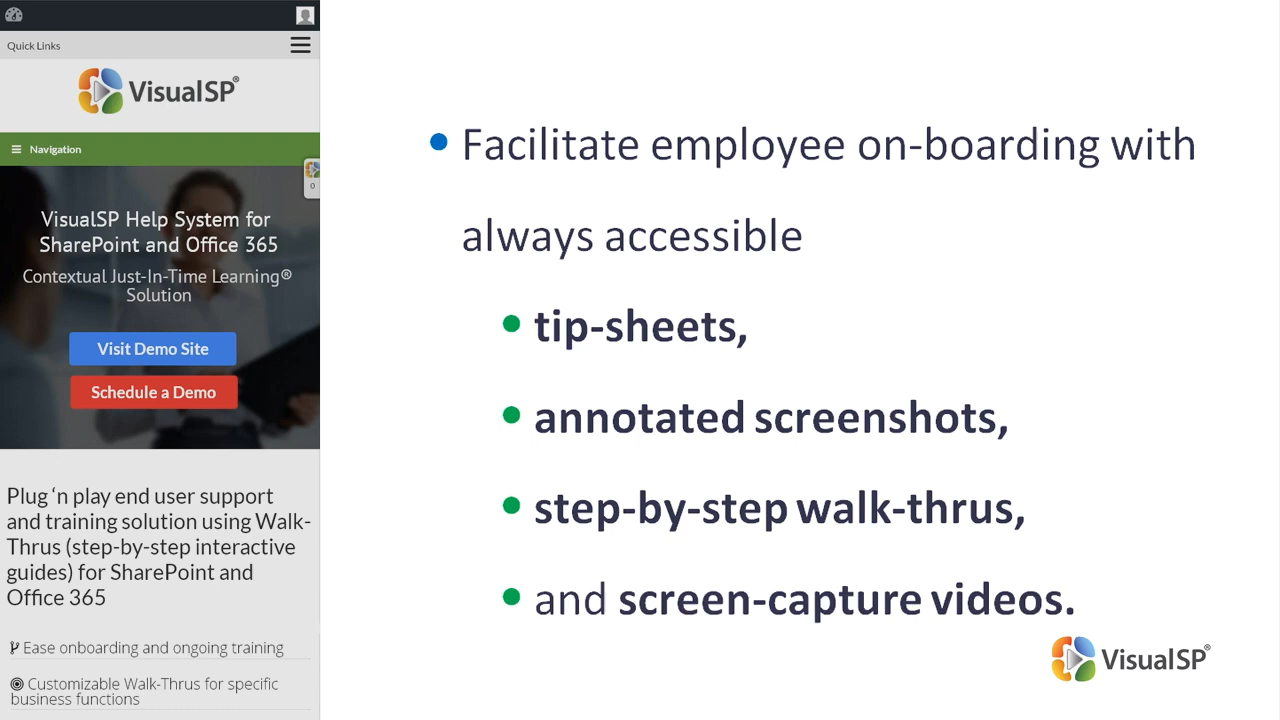 Quick Links
VisualSP®
Navigation
0
VisualSP Help System for
SharePoint and Office 365
Contextual Just-In-Time Learning®
Solution
Visit Demo Site
Schedule a Demo
Plug ‘n play end user support
and training solution using Walk-
Thrus (step-by-step interactive
guides) for SharePoint and
Office 365
Ease onboarding and ongoing training
Customizable Walk-Thrus for specific
business functions
• Facilitate employee on-boarding with
always accessible
• tip-sheets,
• annotated screenshots,
• step-by-step walk-thrus,
• and screen-capture videos.
VisualSP®